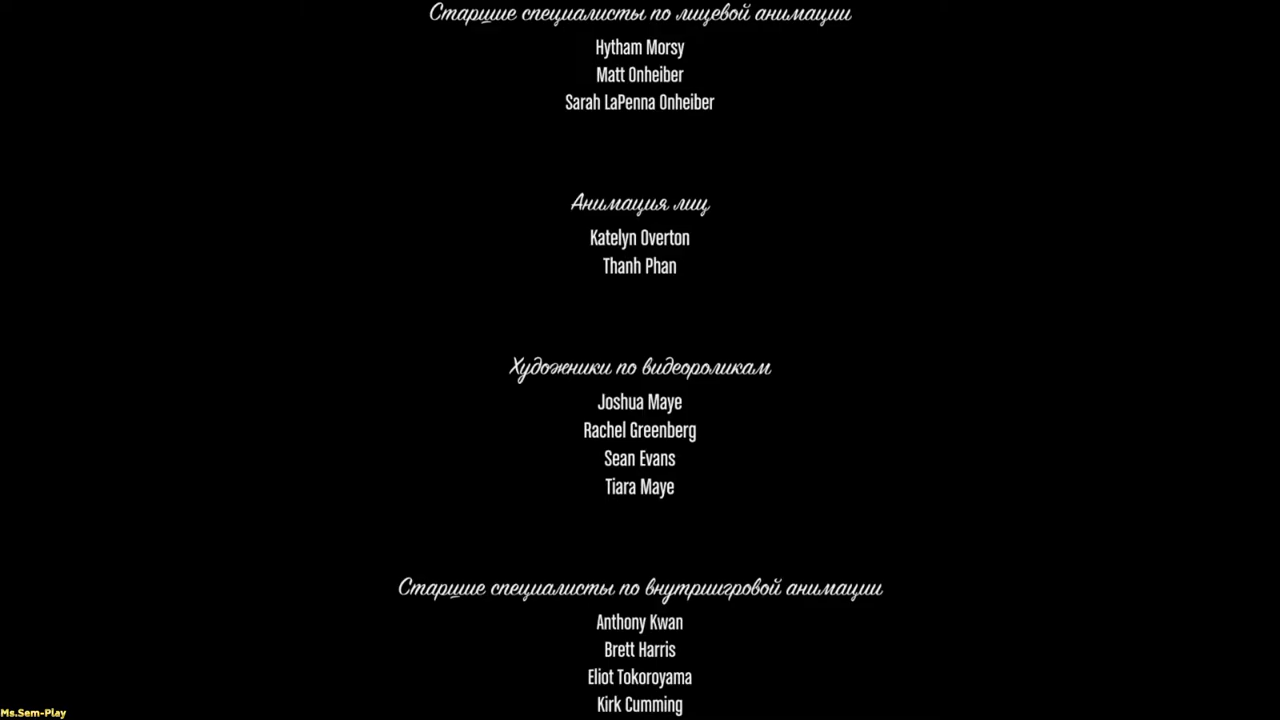 Старшие специалисты по лицевой анимации
Hytham Morsy
Matt Onheiber
Sarah LaPenna Onheiber
Анимация лиц
Katelyn Overton
Thanh Phan
Художники по видеороликам
Joshua Maye
Rachel Greenberg
Sean Evans
Tiara Maye
Старшие специалисты по внутриигровой анимации
Anthony Kwan
Brett Harris
Eliot Tokoroyama
Kirk Cumming
Ms.Sem-Play